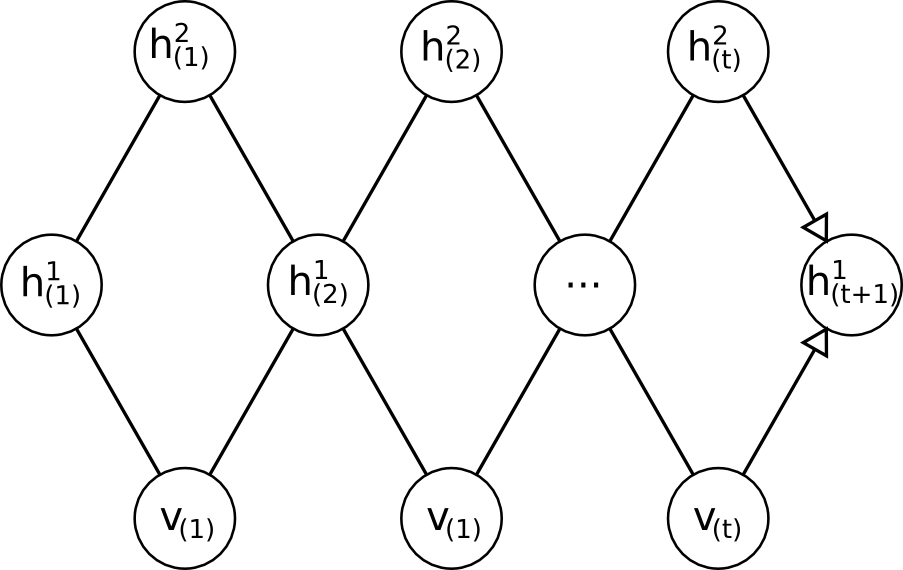 h²₍₁₎ h²₍₂₎ h²₍t₎
h¹₍₁₎ h¹₍₂₎ ... h¹₍t+1₎
v₍₁₎ v₍₁₎ v₍t₎